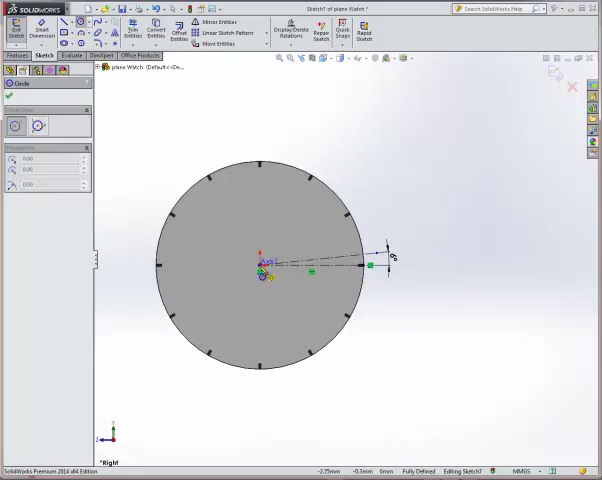 SOLIDWORKS
Sketch7 of plane Watch *
Search SolidWorks Help
Exit Sketch
Smart Dimension
Trim Entities
Convert Entities
Offset Entities
Mirror Entities
Linear Sketch Pattern
Move Entities
Display/Delete Relations
Repair Sketch
Quick Snaps
Rapid Sketch
Features
Sketch
Evaluate
DimXpert
Office Products
Circle
plane Watch (Default<<De...
0.00
0.00
0.00
Axis1
6°
Y
Z
*Right
SolidWorks Premium 2014 x64 Edition
-2.75mm
-0.3mm
0mm
Fully Defined
Editing Sketch7
MMGS